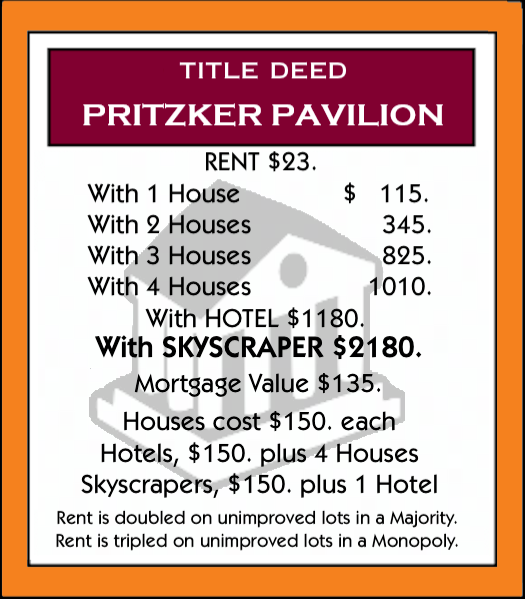 TITLE DEED
PRITZKER PAVILION
RENT $23.
With 1 House $ 115.
With 2 Houses 345.
With 3 Houses 825.
With 4 Houses 1010.
With HOTEL $1180.
With SKYSCRAPER $2180.
Mortgage Value $135.
Houses cost $150. each
Hotels, $150. plus 4 Houses
Skyscrapers, $150. plus 1 Hotel
Rent is doubled on unimproved lots in a Majority.
Rent is tripled on unimproved lots in a Monopoly.